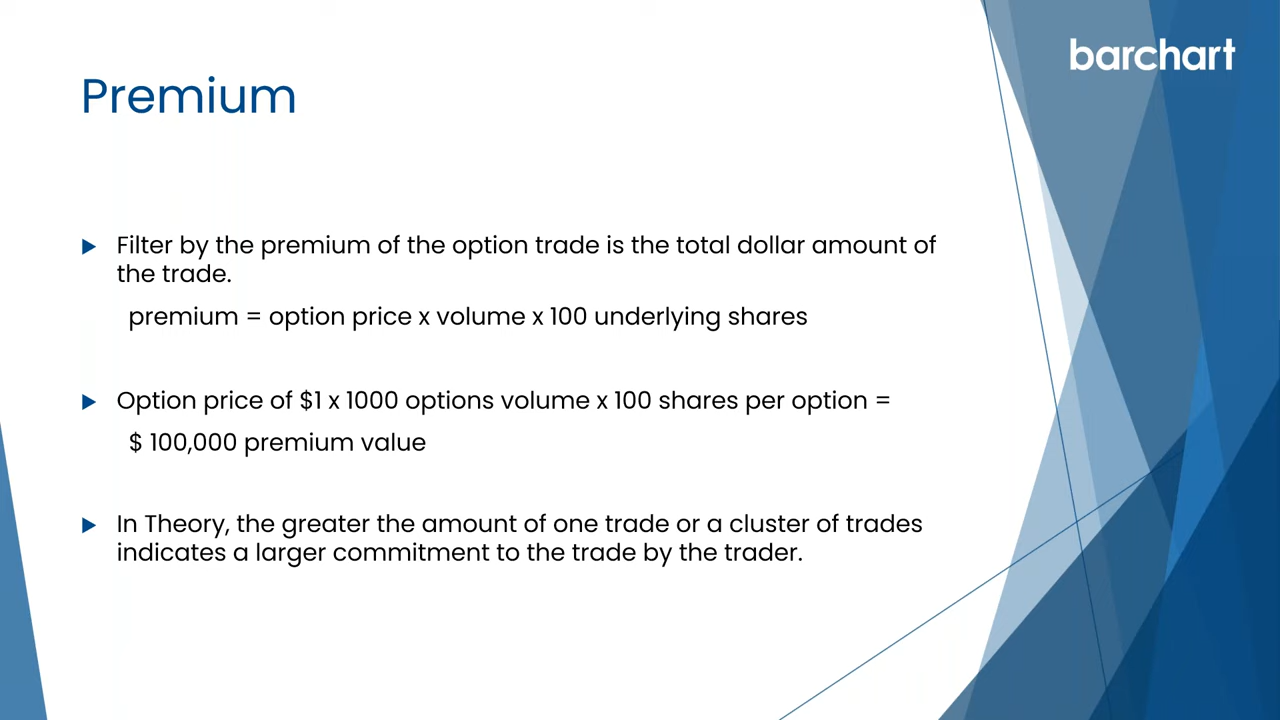 barchart
Premium
Filter by the premium of the option trade is the total dollar amount of
the trade.
premium = option price x volume x 100 underlying shares
Option price of $1 x 1000 options volume x 100 shares per option =
$ 100,000 premium value
In Theory, the greater the amount of one trade or a cluster of trades
indicates a larger commitment to the trade by the trader.